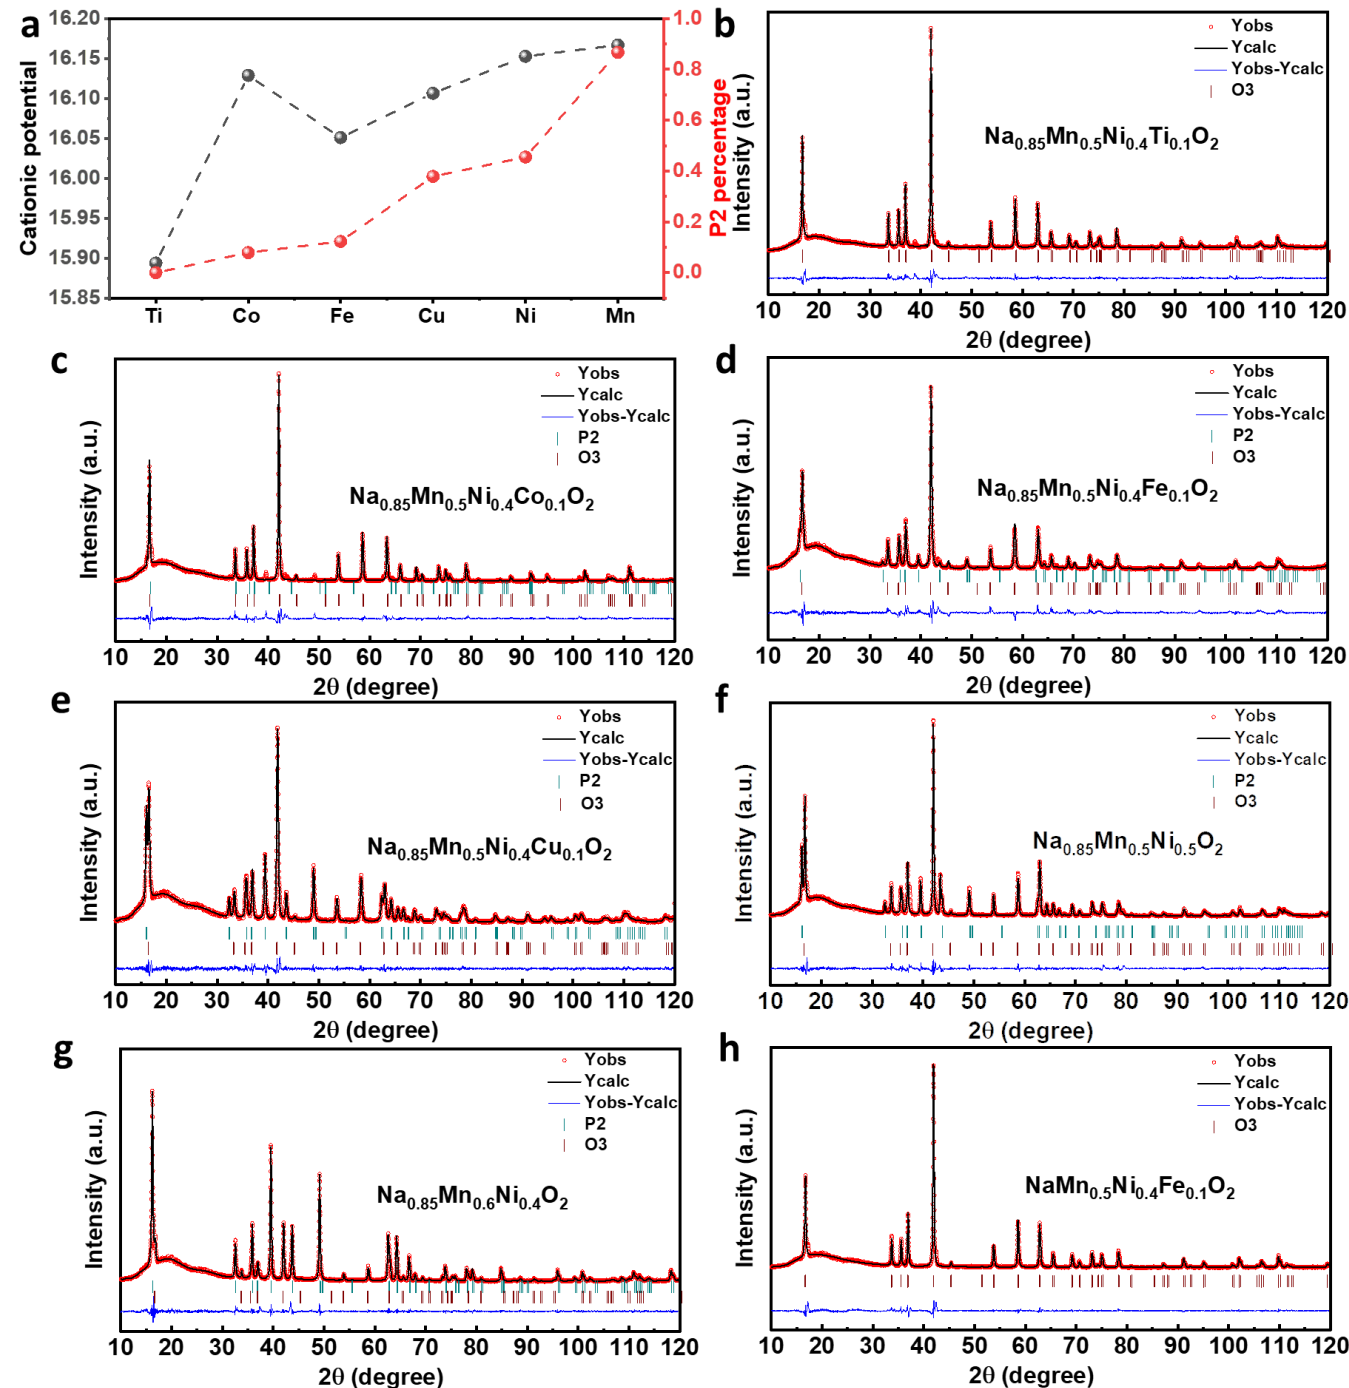 a
16.20
16.15
16.10
16.05
16.00
15.95
15.90
15.85
Cationic potential
1.0
0.8
0.6
0.4
0.2
0.0
P2 percentage
Ti Co Fe Cu Ni Mn
b
Yobs
Ycalc
Yobs-Ycalc
O3
Na0.85Mn0.5Ni0.4Ti0.1O2
Intensity (a.u.)
10 20 30 40 50 60 70 80 90 100 110 120
2θ (degree)
c
Yobs
Ycalc
Yobs-Ycalc
P2
O3
Na0.85Mn0.5Ni0.4Co0.1O2
Intensity (a.u.)
10 20 30 40 50 60 70 80 90 100 110 120
2θ (degree)
d
Yobs
Ycalc
Yobs-Ycalc
P2
O3
Na0.85Mn0.5Ni0.4Fe0.1O2
Intensity (a.u.)
10 20 30 40 50 60 70 80 90 100 110 120
2θ (degree)
e
Yobs
Ycalc
Yobs-Ycalc
P2
O3
Na0.85Mn0.5Ni0.4Cu0.1O2
Intensity (a.u.)
10 20 30 40 50 60 70 80 90 100 110 120
2θ (degree)
f
Yobs
Ycalc
Yobs-Ycalc
P2
O3
Na0.85Mn0.5Ni0.5O2
Intensity (a.u.)
10 20 30 40 50 60 70 80 90 100 110 120
2θ (degree)
g
Yobs
Ycalc
Yobs-Ycalc
P2
O3
Na0.85Mn0.6Ni0.4O2
Intensity (a.u.)
10 20 30 40 50 60 70 80 90 100 110 120
2θ (degree)
h
Yobs
Ycalc
Yobs-Ycalc
O3
NaMn0.5Ni0.4Fe0.1O2
Intensity (a.u.)
10 20 30 40 50 60 70 80 90 100 110 120
2θ (degree)